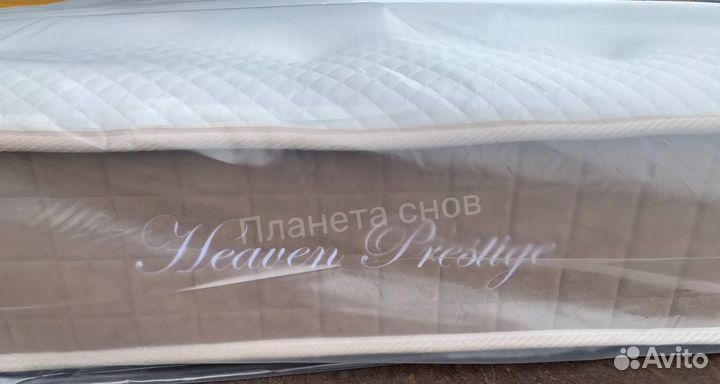 Планета снов
Heaven Prestige
Avito